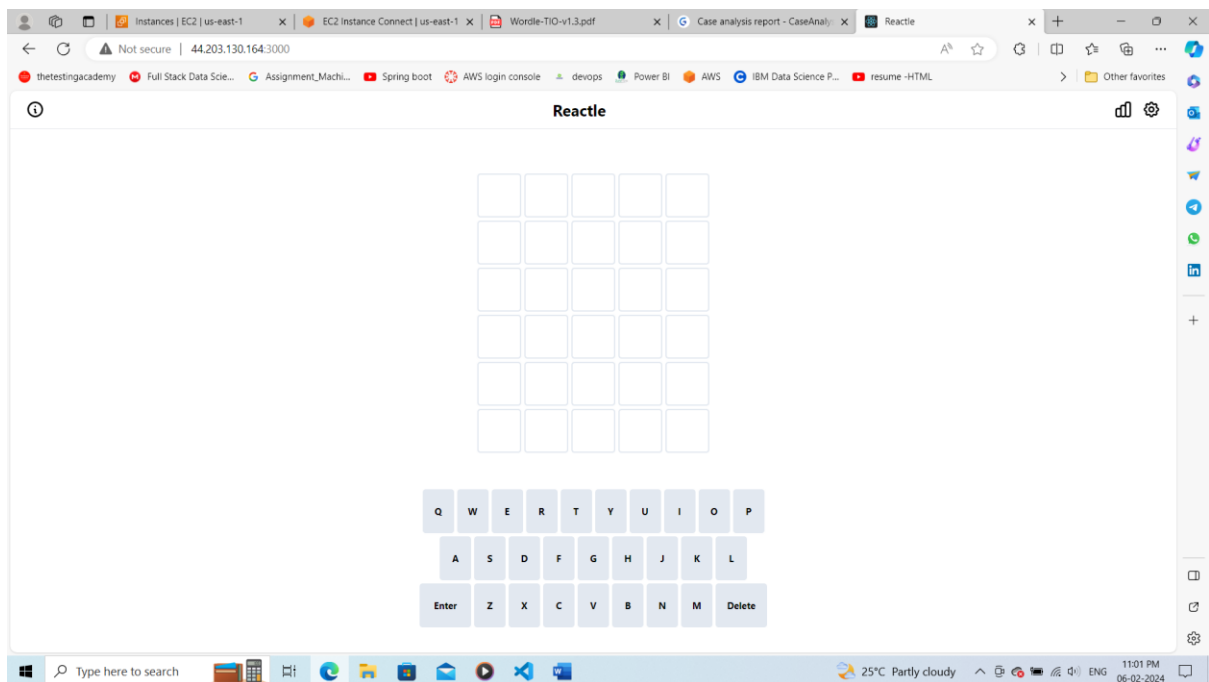 Instances | EC2 | us-east-1
EC2 Instance Connect | us-east-1
Wordle-TIO-v1.3.pdf
Case analysis report - CaseAnaly
Reactle
Not secure | 44.203.130.164:3000
thetestingacademy Full Stack Data Scie... Assignment_Machi... Spring boot AWS login console devops Power BI AWS IBM Data Science P... resume -HTML Other favorites
Reactle
Q W E R T Y U I O P
A S D F G H J K L
Enter Z X C V B N M Delete
Type here to search
25°C Partly cloudy
ENG
11:01 PM
06-02-2024